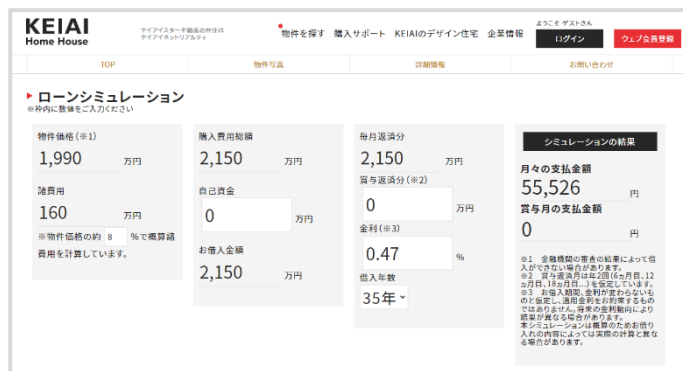 KEIAI
Home House
ケイアイスター不動産の仲介は
ケイアイネットリアルティ
物件を探す 購入サポート KEIAIのデザイン住宅 企業情報
ようこそ ゲストさん
ログイン
ウェブ会員登録
TOP 物件写真 詳細情報 お問い合わせ
ローンシミュレーション
※枠内に数値をご入力ください
物件価格(※1)
1,990 万円
諸費用
160 万円
※物件価格の約 8 %で概算諸
費用を計算しています。
購入費用総額
2,150 万円
自己資金
0 万円
お借入金額
2,150 万円
毎月返済分
2,150 万円
賞与返済分(※2)
0 万円
金利(※3)
0.47 %
借入年数
35年
シミュレーションの結果
月々の支払金額
55,526 円
賞与月の支払金額
0 円
※1 金融機関の審査の結果によって借
入ができない場合があります。
※2 賞与返済月は年2回(6ヵ月目、12
ヵ月目、18ヵ月目...)を仮定しています。
※3 お借入期間、金利が変わらないも
のと仮定し、適用金利をお約束するもの
ではありません。将来の金利動向により
結果が異なる場合があります。
本シミュレーションは概算のためお借り
入れの内容によっては実際の計算と異な
る場合があります。